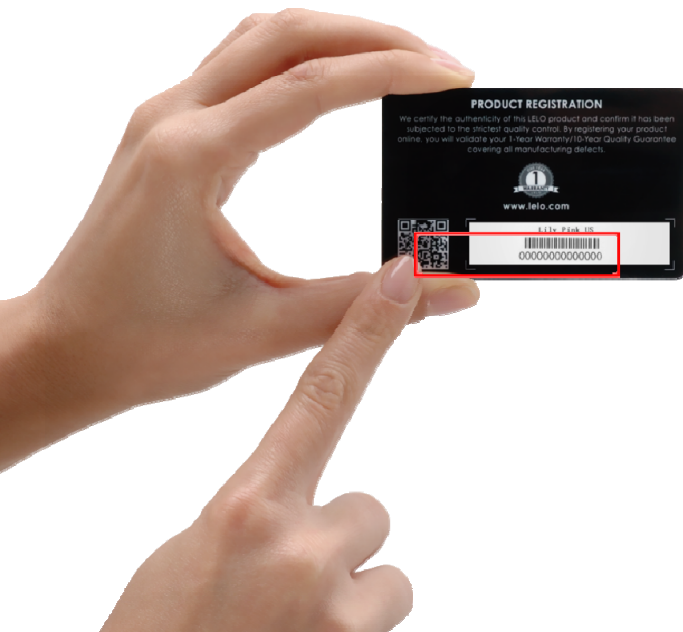 PRODUCT REGISTRATION
We certify the authenticity of this LELO product and confirm it has been
subjected to the strictest quality control. By registering your product
online, you will validate your 1-Year Warranty/10-Year Quality Guarantee
covering all manufacturing defects.
1
WARRANTY
www.lelo.com
Lily Pink US
00000000000000